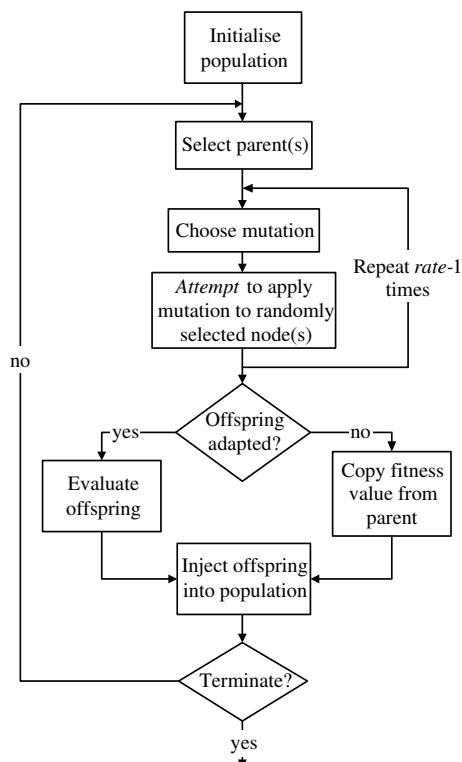 Initialise
population
Select parent(s)
Choose mutation
Repeat rate-1
times
Attempt to apply
mutation to randomly
selected node(s)
no
Offspring
adapted?
yes
no
Evaluate
offspring
Copy fitness
value from
parent
Inject offspring
into population
Terminate?
yes